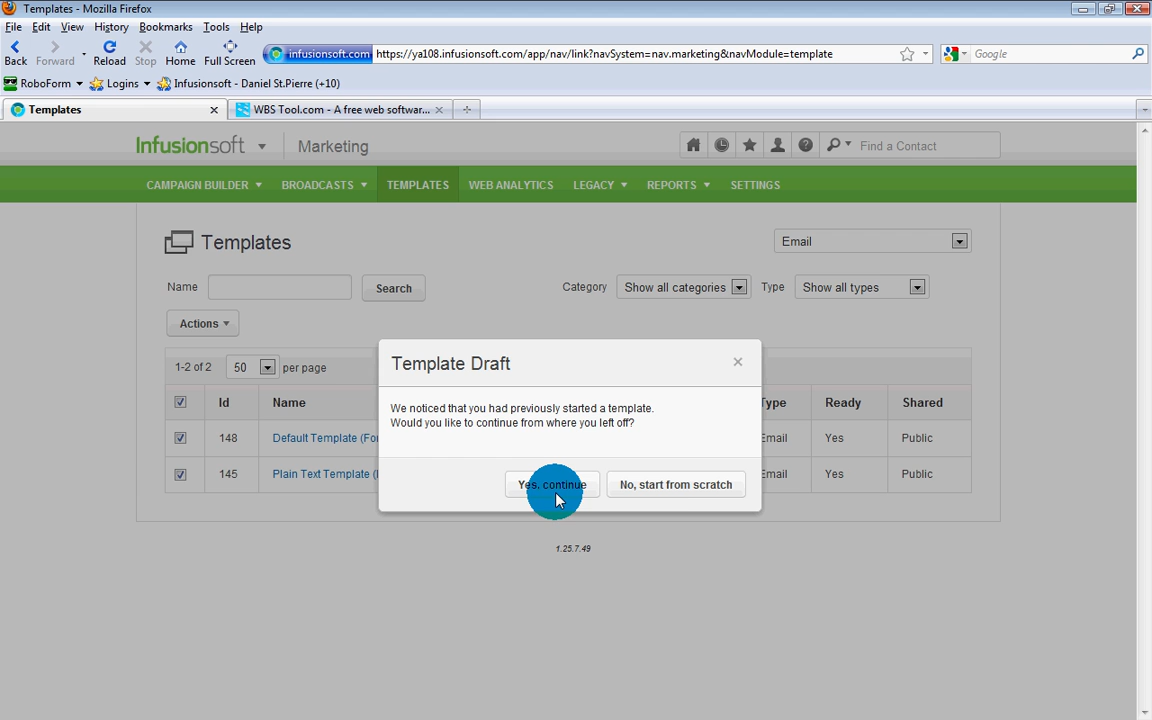 Templates - Mozilla Firefox
File Edit View History Bookmarks Tools Help
Back Forward Reload Stop Home Full Screen infusionsoft.com https://ya108.infusionsoft.com/app/nav/link?navSystem=nav.marketing&navModule=template Google
RoboForm Logins Infusionsoft - Daniel St.Pierre (+10)
Templates WBS Tool.com - A free web softwar...
Infusionsoft Marketing Find a Contact
CAMPAIGN BUILDER BROADCASTS TEMPLATES WEB ANALYTICS LEGACY REPORTS SETTINGS
Templates Email
Name Search Category Show all categories Type Show all types
Actions
1-2 of 2 50 per page
Id Name Type Ready Shared
148 Default Template (Fo Email Yes Public
145 Plain Text Template ( Email Yes Public
Template Draft
We noticed that you had previously started a template.
Would you like to continue from where you left off?
Yes, continue No, start from scratch
1.25.7.49